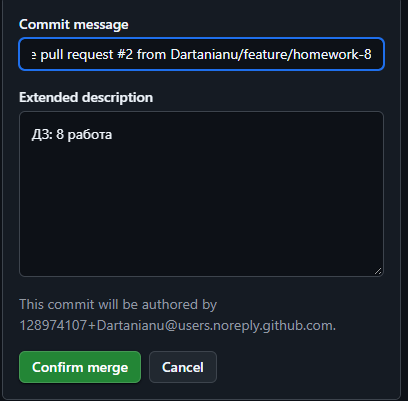 Commit message
e pull request #2 from Dartanianu/feature/homework-8
Extended description
ДЗ: 8 работа
This commit will be authored by
128974107+Dartanianu@users.noreply.github.com.
Confirm merge
Cancel